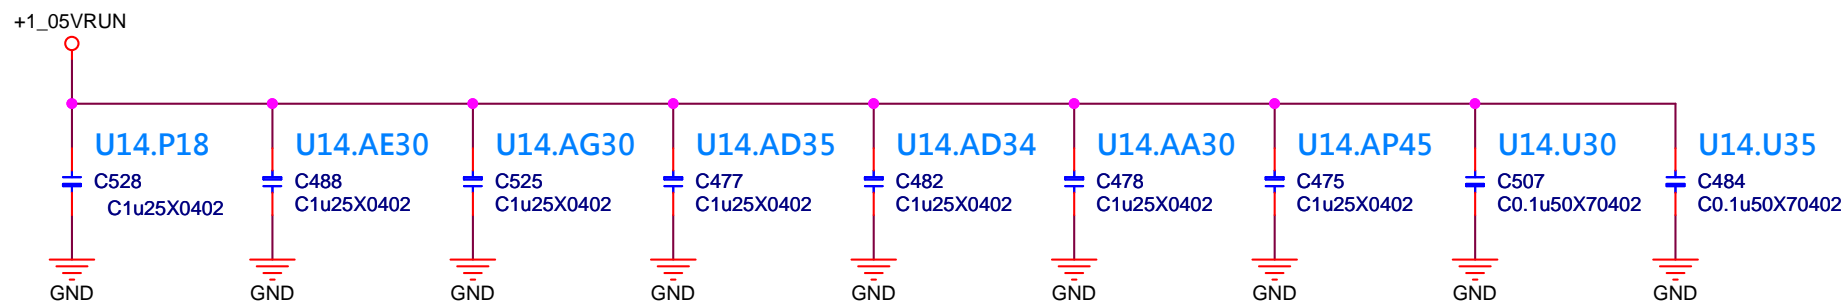 +1_05VRUN
U14.P18 U14.AE30 U14.AG30 U14.AD35 U14.AD34 U14.AA30 U14.AP45 U14.U30 U14.U35
C528 C488 C525 C477 C482 C478 C475 C507 C484
C1u25X0402 C1u25X0402 C1u25X0402 C1u25X0402 C1u25X0402 C1u25X0402 C1u25X0402 C0.1u50X70402 C0.1u50X70402
GND GND GND GND GND GND GND GND GND